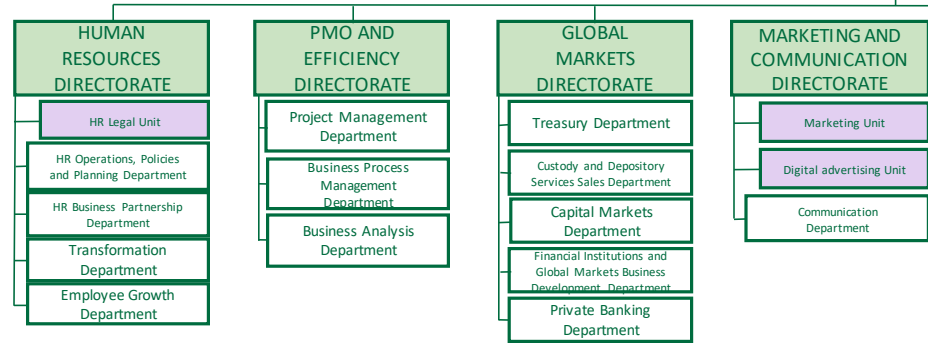 HUMAN
RESOURCES
DIRECTORATE
HR Legal Unit
HR Operations, Policies
and Planning Department
HR Business Partnership
Department
Transformation
Department
Employee Growth
Department
PMO AND
EFFICIENCY
DIRECTORATE
Project Management
Department
Business Process
Management
Department
Business Analysis
Department
GLOBAL
MARKETS
DIRECTORATE
Treasury Department
Custody and Depository
Services Sales Department
Capital Markets
Department
Financial Institutions and
Global Markets Business
Development Department
Private Banking
Department
MARKETING AND
COMMUNICATION
DIRECTORATE
Marketing Unit
Digital advertising Unit
Communication
Department